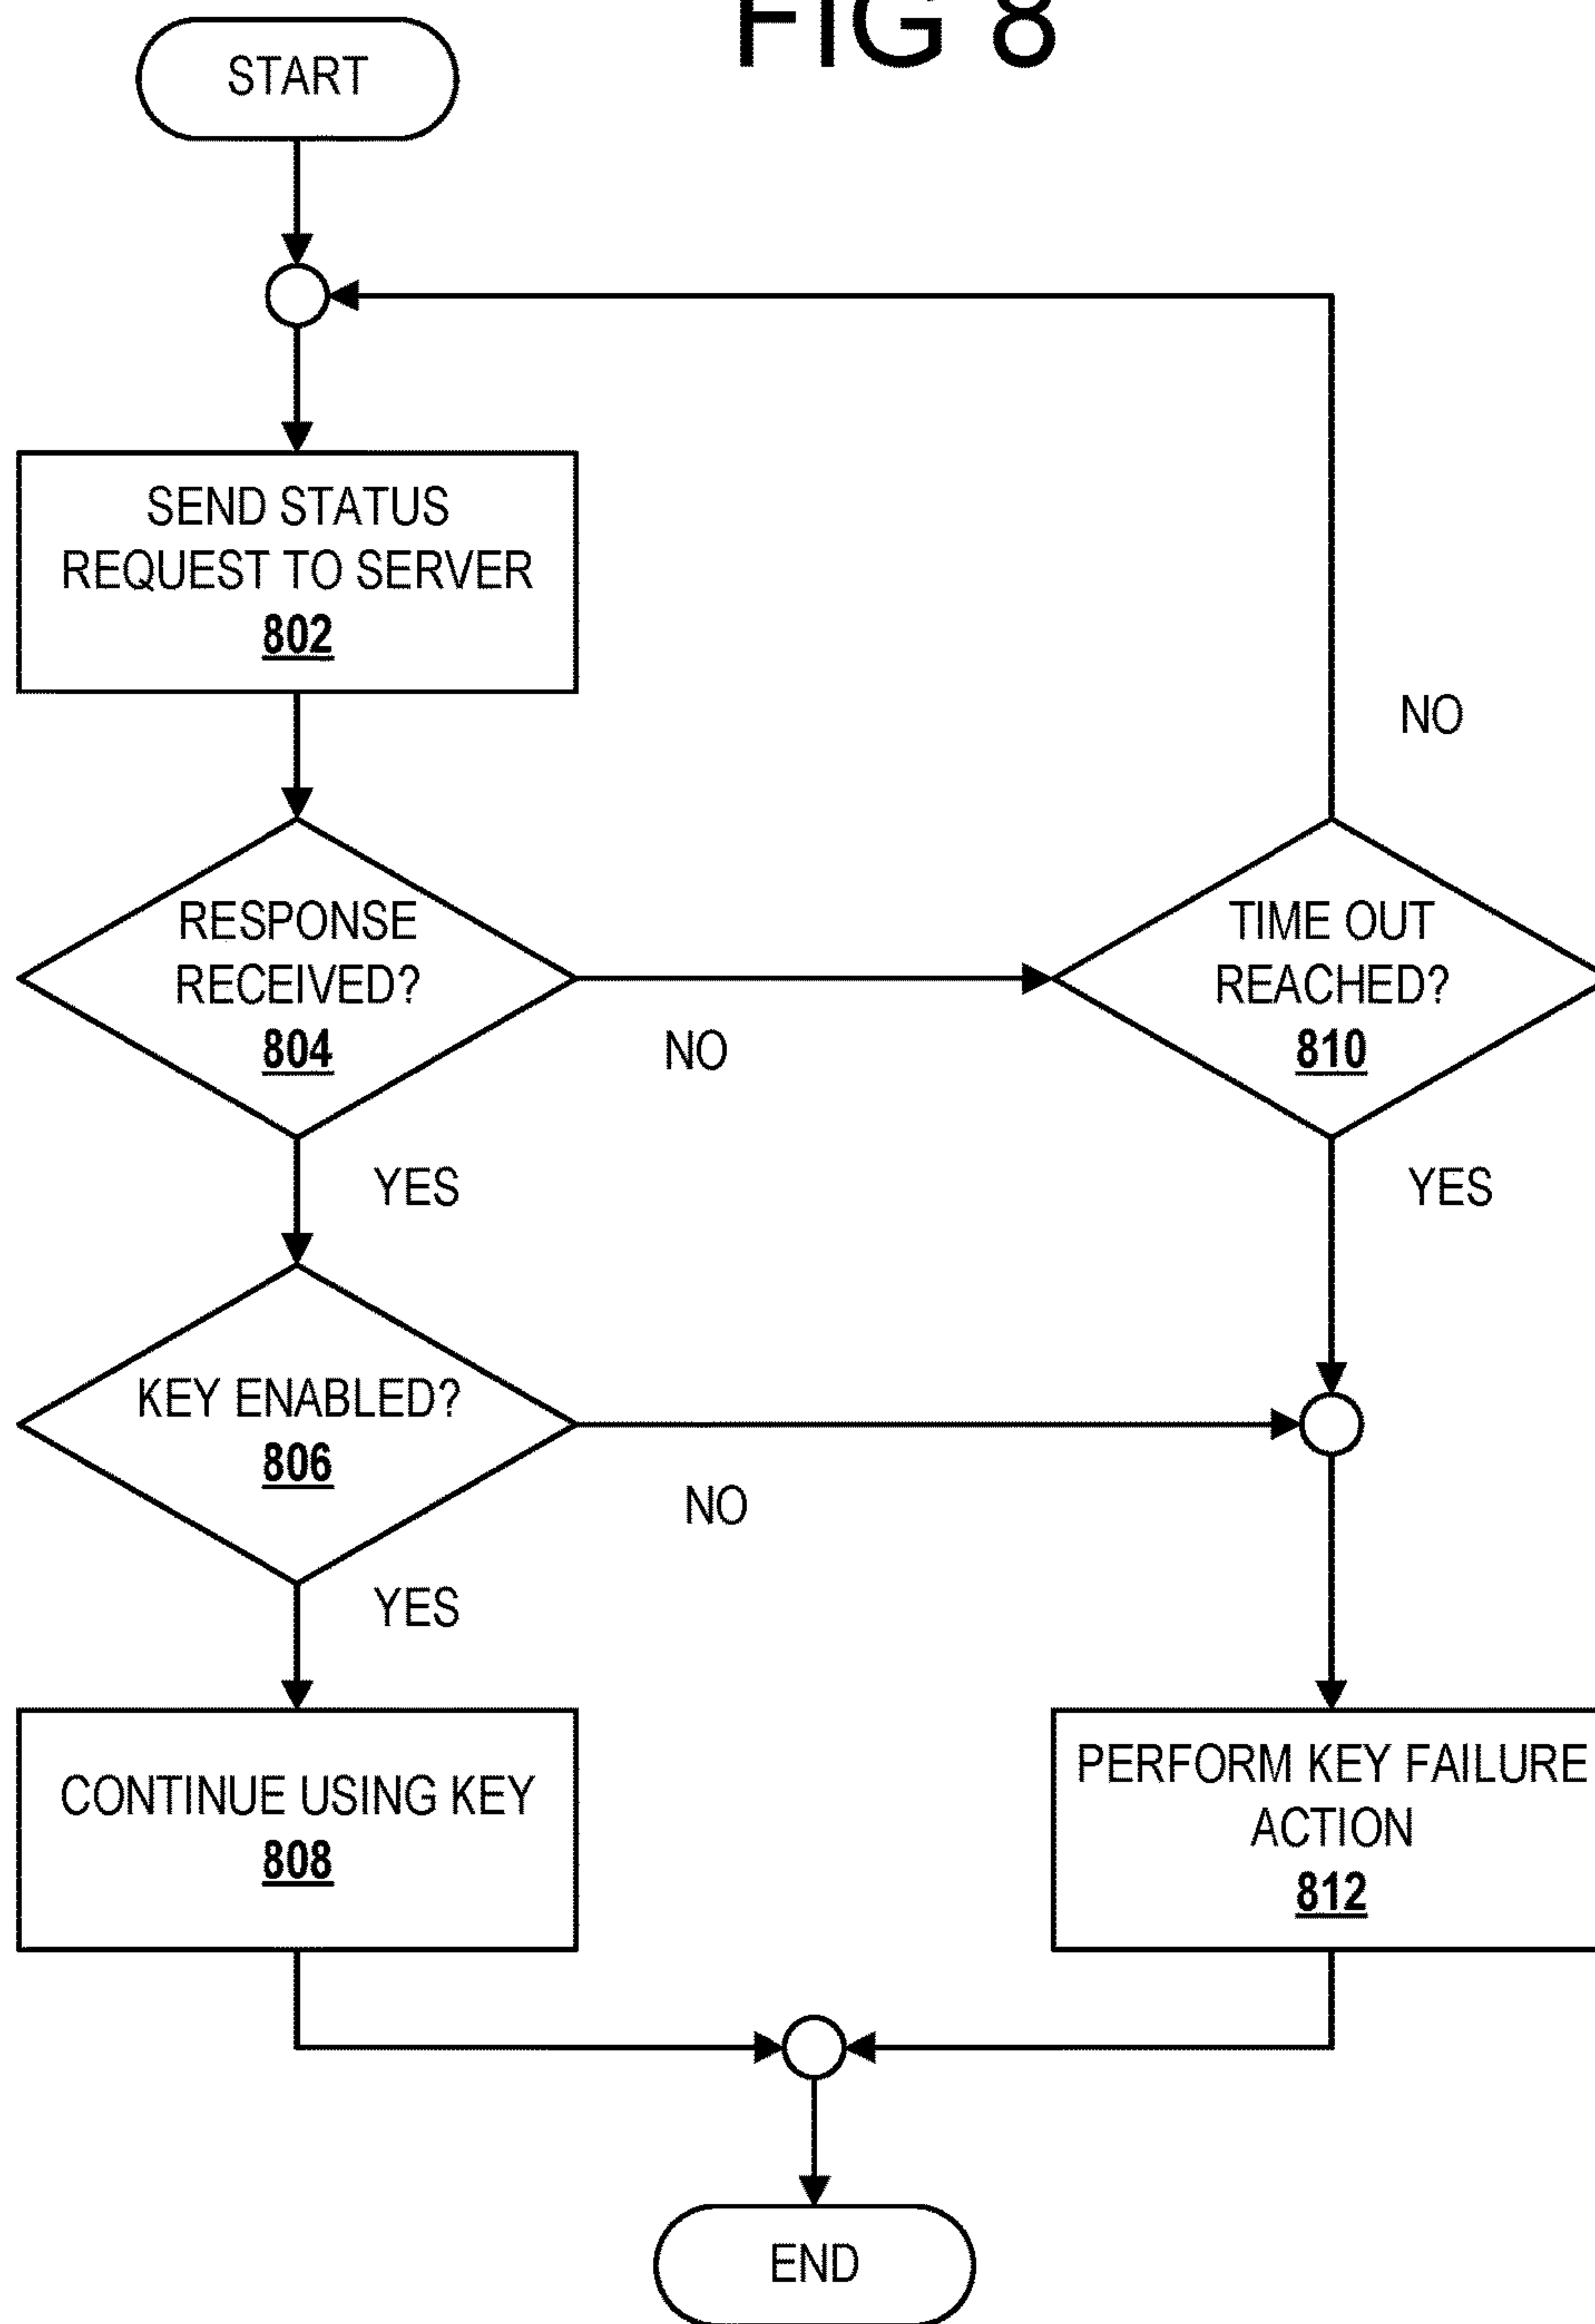 FIG 8
START
SEND STATUS
REQUEST TO SERVER
802
NO
RESPONSE
RECEIVED?
804
NO
TIME OUT
REACHED?
810
YES
YES
KEY ENABLED?
806
NO
YES
CONTINUE USING KEY
808
PERFORM KEY FAILURE
ACTION
812
END